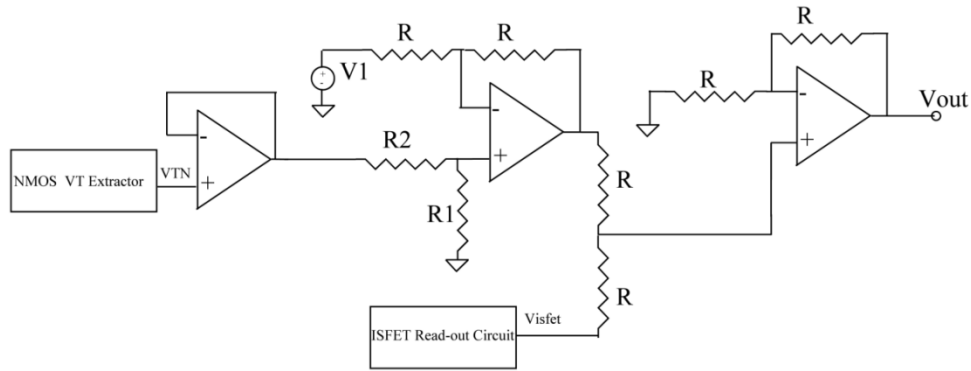 R
R
R
V1
R
Vout
-
+
-
+
-
+
-
+
R2
NMOS VT Extractor
VTN
R
R1
R
Visfet
ISFET Read-out Circuit